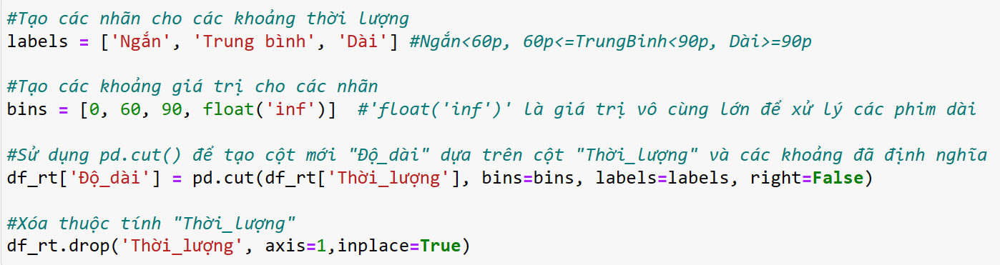 #Tạo các nhãn cho các khoảng thời lượng
labels = ['Ngắn', 'Trung bình', 'Dài'] #Ngắn<60p, 60p<=TrungBinh<90p, Dài>=90p
#Tạo các khoảng giá trị cho các nhãn
bins = [0, 60, 90, float('inf')]  #'float('inf')' là giá trị vô cùng lớn để xử lý các phim dài
#Sử dụng pd.cut() để tạo cột mới "Độ_dài" dựa trên cột "Thời_lượng" và các khoảng đã định nghĩa
df_rt['Độ_dài'] = pd.cut(df_rt['Thời_lượng'], bins=bins, labels=labels, right=False)
#Xóa thuộc tính "Thời_lượng"
df_rt.drop('Thời_lượng', axis=1,inplace=True)